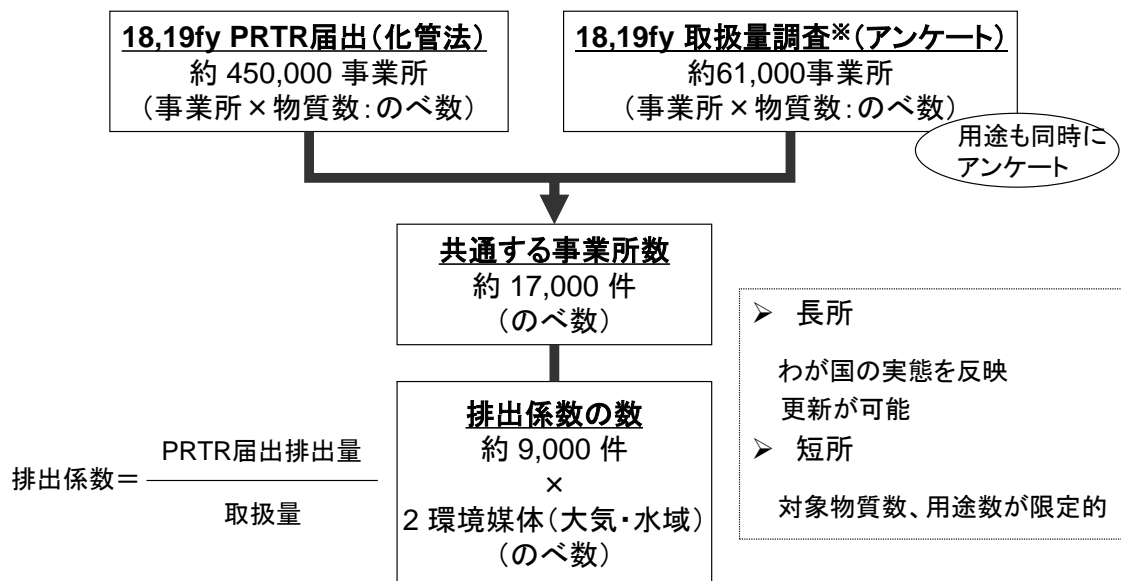 18,19fy PRTR届出(化管法)
約 450,000 事業所
(事業所×物質数:のべ数)
18,19fy 取扱量調査※(アンケート)
約61,000事業所
(事業所×物質数:のべ数)
用途も同時に
アンケート
共通する事業所数
約 17,000 件
(のべ数)
排出係数の数
約 9,000 件
×
2 環境媒体(大気・水域)
(のべ数)
排出係数=
PRTR届出排出量
取扱量
➢ 長所
わが国の実態を反映
更新が可能
➢ 短所
対象物質数、用途数が限定的